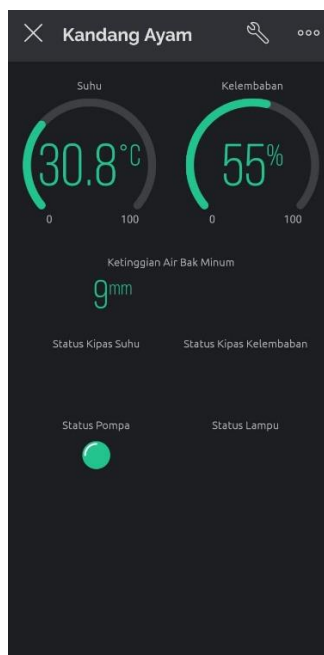 Kandang Ayam
Suhu
Kelembaban
30.8°C
55%
0 100
0 100
Ketinggian Air Bak Minum
9mm
Status Kipas Suhu
Status Kipas Kelembaban
Status Pompa
Status Lampu